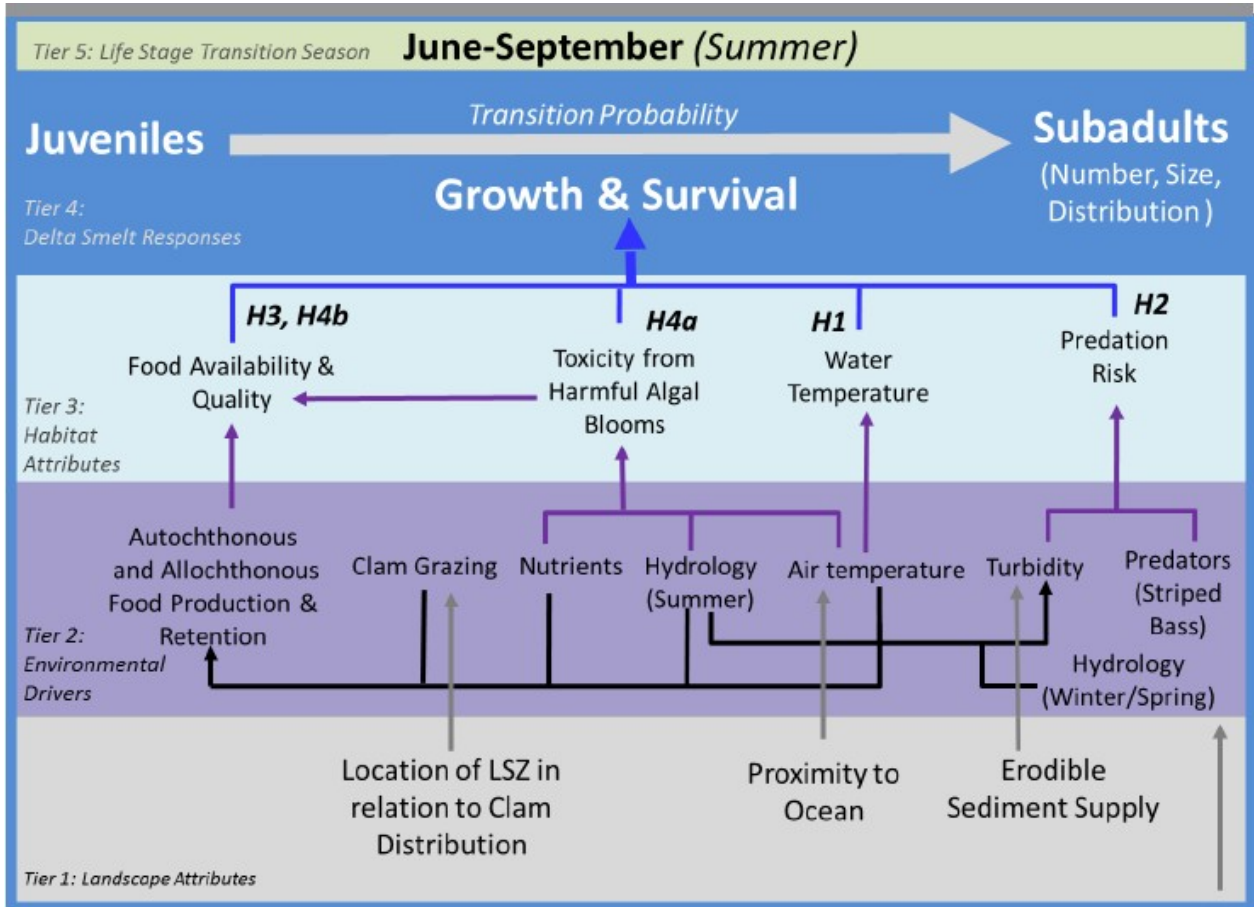 Tier 5: Life Stage Transition Season June-September (Summer)
Transition Probability
Juveniles
Subadults
(Number, Size,
Distribution )
Growth & Survival
Tier 4:
Delta Smelt Responses
H3, H4b
H4a
H1
H2
Food Availability &
Quality
Toxicity from
Harmful Algal
Blooms
Water
Temperature
Predation
Risk
Tier 3:
Habitat
Attributes
Autochthonous
and Allochthonous
Food Production &
Retention
Clam Grazing
Nutrients
Hydrology
(Summer)
Air temperature
Turbidity
Predators
(Striped
Bass)
Hydrology
(Winter/Spring)
Tier 2:
Environmental
Drivers
Location of LSZ in
relation to Clam
Distribution
Proximity to
Ocean
Erodible
Sediment Supply
Tier 1: Landscape Attributes